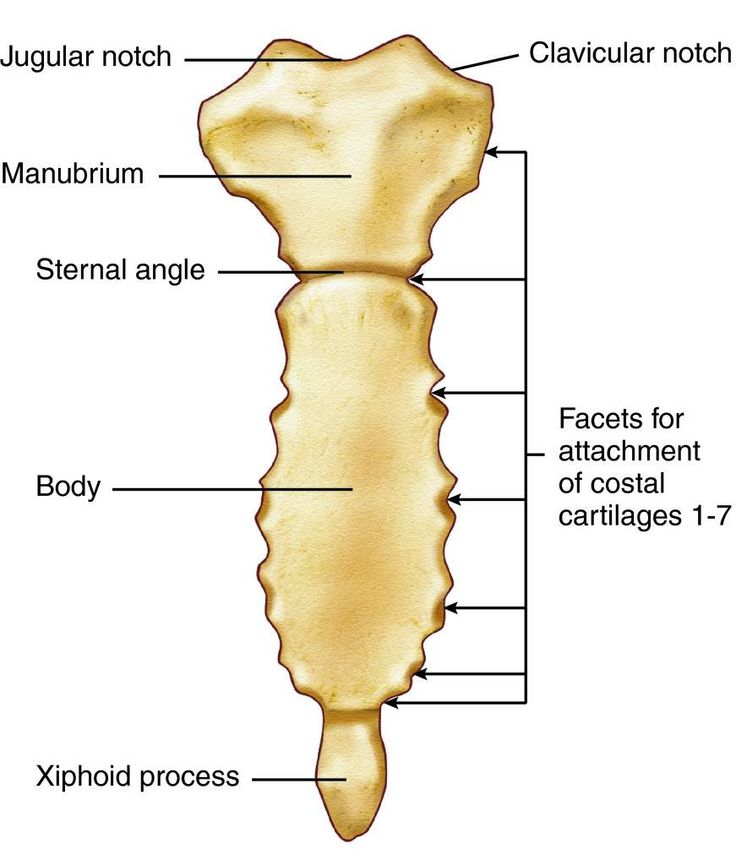 Jugular notch
Clavicular notch
Manubrium
Sternal angle
Facets for
attachment
of costal
cartilages 1-7
Body
Xiphoid process